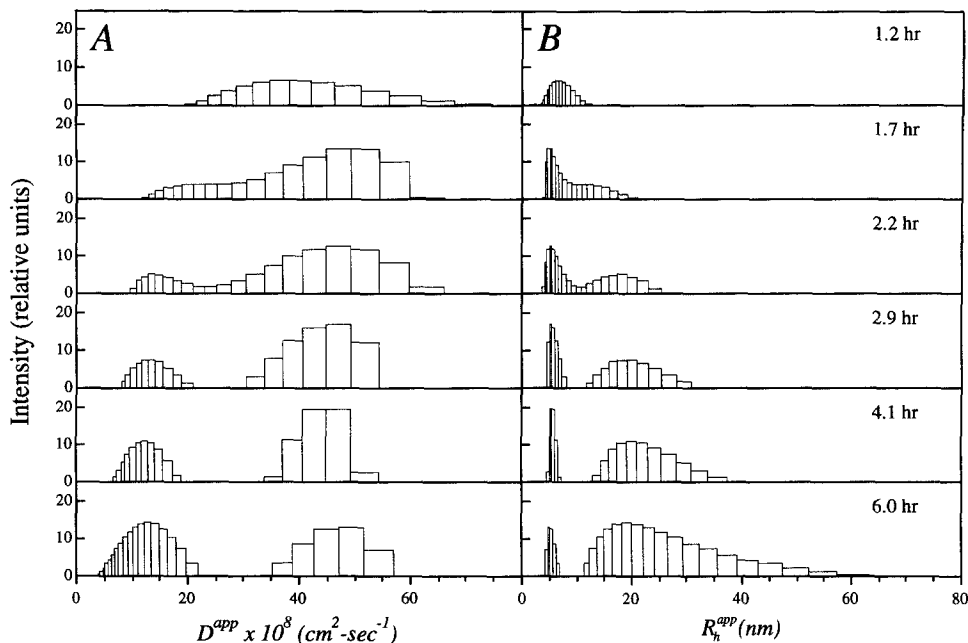 A
B
1.2 hr
20
10
0
1.7 hr
20
10
0
2.2 hr
20
10
0
2.9 hr
20
10
0
4.1 hr
20
10
0
6.0 hr
20
10
0
Intensity (relative units)
0 20 40 60 0 20 40 60 80
D^app x 10^8 (cm^2-sec^-1)
R_h^app (nm)